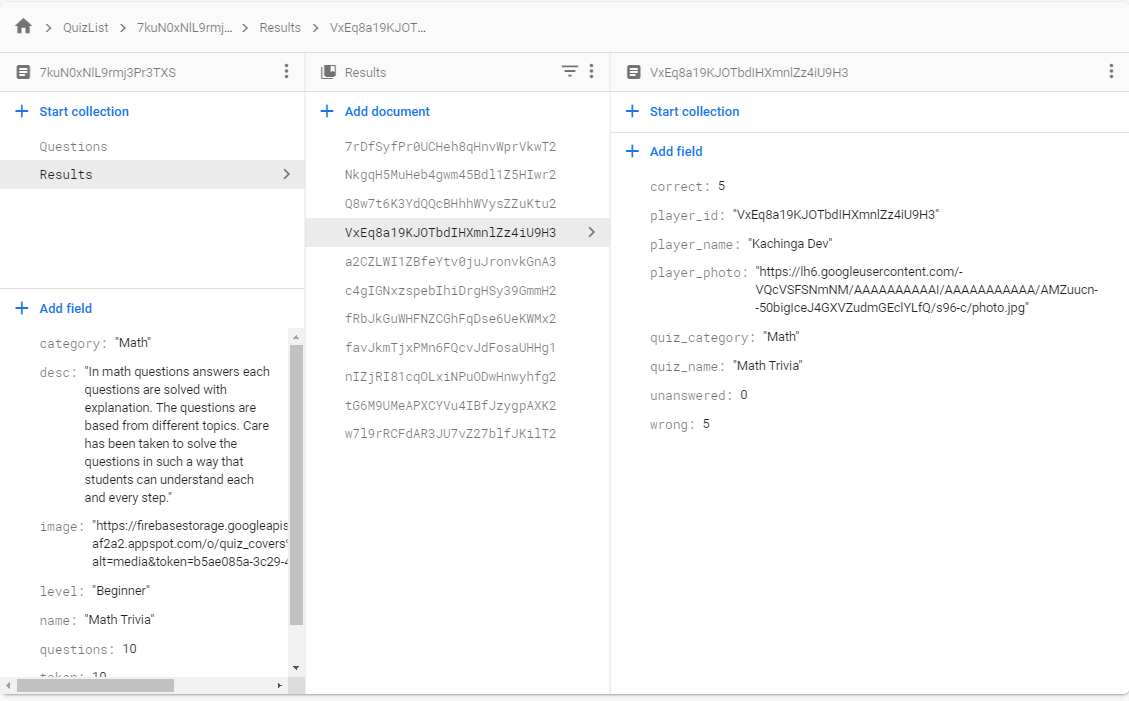 QuizList
7kuN0xNlL9rmj...
Results
VxEq8a19KJOT...
7kuN0xNlL9rmj3Pr3TXS
Start collection
Questions
Results
Add field
category: "Math"
desc: "In math questions answers each
questions are solved with
explanation. The questions are
based from different topics. Care
has been taken to solve the
questions in such a way that
students can understand each
and every step."
image: "https://firebasestorage.googleapis
af2a2.appspot.com/o/quiz_covers
alt=media&token=b5ae085a-3c29-4
level: "Beginner"
name: "Math Trivia"
questions: 10
Results
Add document
7rDfSyfPr0UCHeh8qHnvWprVkwT2
NkgqH5MuHeb4gwm45Bdl1Z5HIwr2
Q8w7t6K3YdQQcBHhhWVysZZuKtu2
VxEq8a19KJOTbdIHXmnlZz4iU9H3
a2CZLWI1ZBfeYtv0juJronvkGnA3
c4gIGNxzspebIhiDrgHSy39GmmH2
fRbJkGuWHFNZCGhFqDse6UeKWMx2
favJkmTjxPMn6FQcvJdFosaUHHg1
nIZjRI81cqOLxiNPuODwHnwyhfg2
tG6M9UMeAPXCYVu4IBfJzygpAXK2
w7l9rRCFdAR3JU7vZ27blfJKilT2
VxEq8a19KJOTbdIHXmnlZz4iU9H3
Start collection
Add field
correct: 5
player_id: "VxEq8a19KJOTbdIHXmnlZz4iU9H3"
player_name: "Kachinga Dev"
player_photo: "https://lh6.googleusercontent.com/-
VQcVSFSNmNM/AAAAAAAAAAI/AAAAAAAAAAA/AMZuucn-
-50bigIceJ4GXVZudmGEclYLfQ/s96-c/photo.jpg"
quiz_category: "Math"
quiz_name: "Math Trivia"
unanswered: 0
wrong: 5